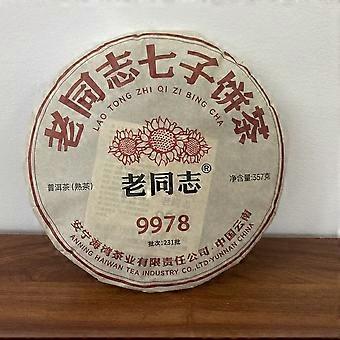 老同志七子饼茶
LAO TONG ZHI QI ZI BING CHA
普洱茶(熟茶)
老同志®
净含量:357克
9978
批次:231批
安宁海湾茶业有限责任公司·中国云南
ANNING HAIWAN TEA INDUSTRY CO.LTD·YUNNAN CHINA